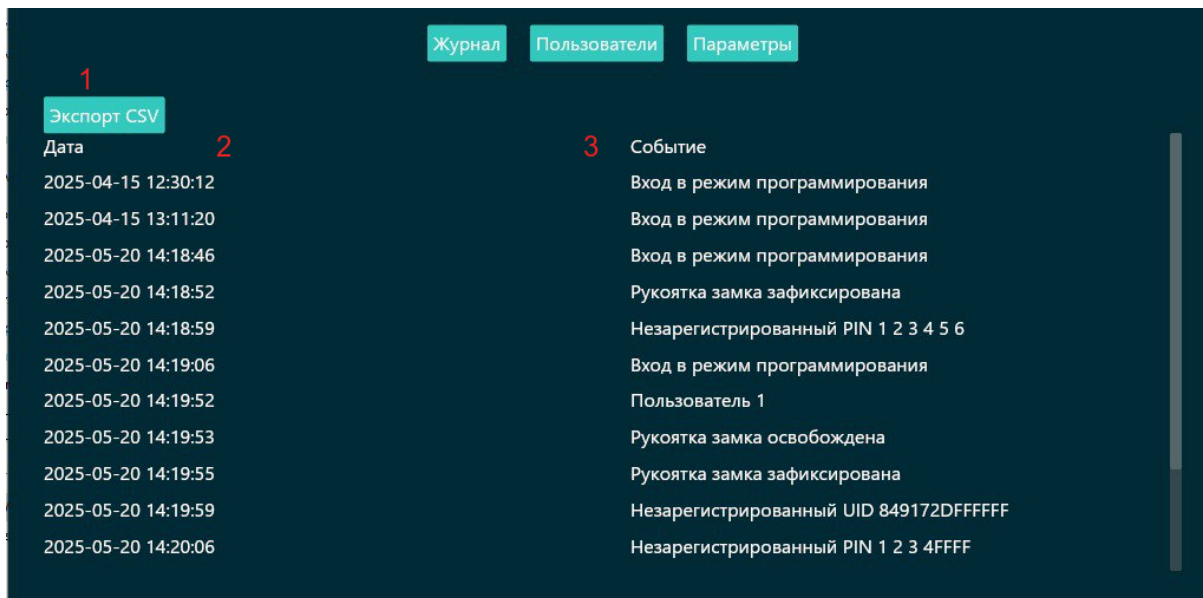 Журнал Пользователи Параметры
1
Экспорт CSV
Дата 2 3 Событие
2025-04-15 12:30:12 Вход в режим программирования
2025-04-15 13:11:20 Вход в режим программирования
2025-05-20 14:18:46 Вход в режим программирования
2025-05-20 14:18:52 Рукоятка замка зафиксирована
2025-05-20 14:18:59 Незарегистрированный PIN 1 2 3 4 5 6
2025-05-20 14:19:06 Вход в режим программирования
2025-05-20 14:19:52 Пользователь 1
2025-05-20 14:19:53 Рукоятка замка освобождена
2025-05-20 14:19:55 Рукоятка замка зафиксирована
2025-05-20 14:19:59 Незарегистрированный UID 849172DFFFFFF
2025-05-20 14:20:06 Незарегистрированный PIN 1 2 3 4FFFF